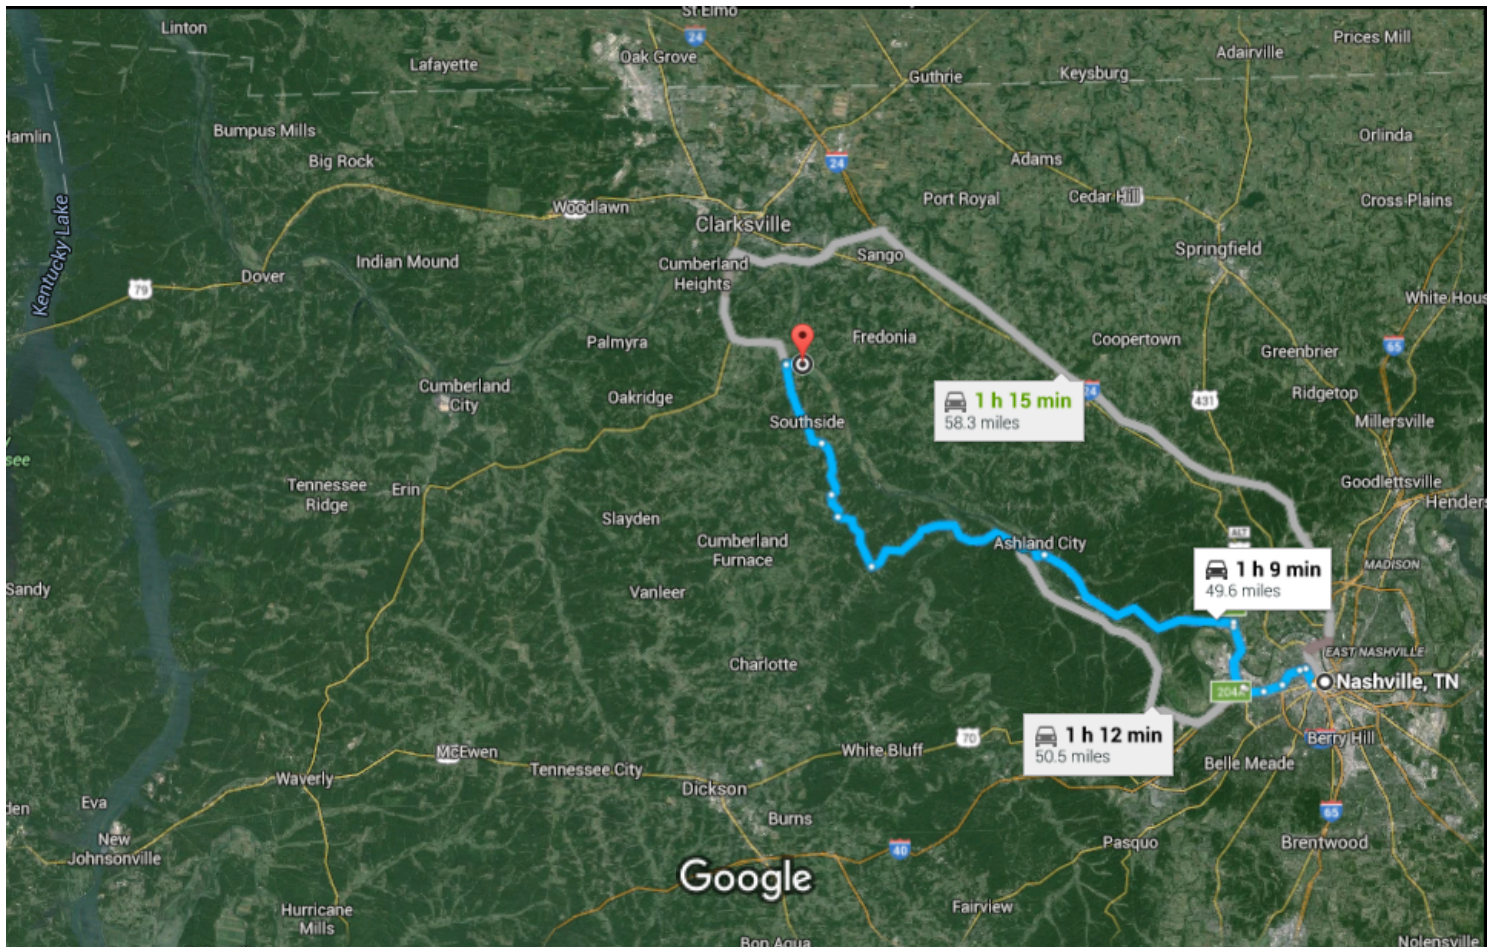 St Elmo
Linton
24
Prices Mill
Oak Grove
Adairville
Lafayette
Guthrie
Keysburg
Hamlin
Bumpus Mills
Orlinda
Big Rock
24
Adams
Port Royal
Cedar Hill
Cross Plains
Woodlawn
Clarksville
Kentucky Lake
Springfield
Indian Mound
Sango
Cumberland
Heights
Dover
79
White Hous
Palmyra
Fredonia
Coopertown
65
Greenbrier
Cumberland
City
Oakridge
24
1 h 15 min
58.3 miles
431
Ridgetop
Southside
Millersville
see
Tennessee
Ridge
Erin
Goodlettsville
Henders
Slayden
Cumberland
Furnace
Ashland City
ALT
1 h 9 min
49.6 miles
MADISON
Sandy
Vanleer
Charlotte
EAST NASHVILLE
204A
Nashville, TN
1 h 12 min
50.5 miles
McEwen
White Bluff
70
Berry Hill
Waverly
Tennessee City
Belle Meade
Dickson
den
Eva
Burns
65
New
Johnsonville
40
Pasquo
Brentwood
Google
Hurricane
Mills
Fairview
Bon Aqua
Nolensville